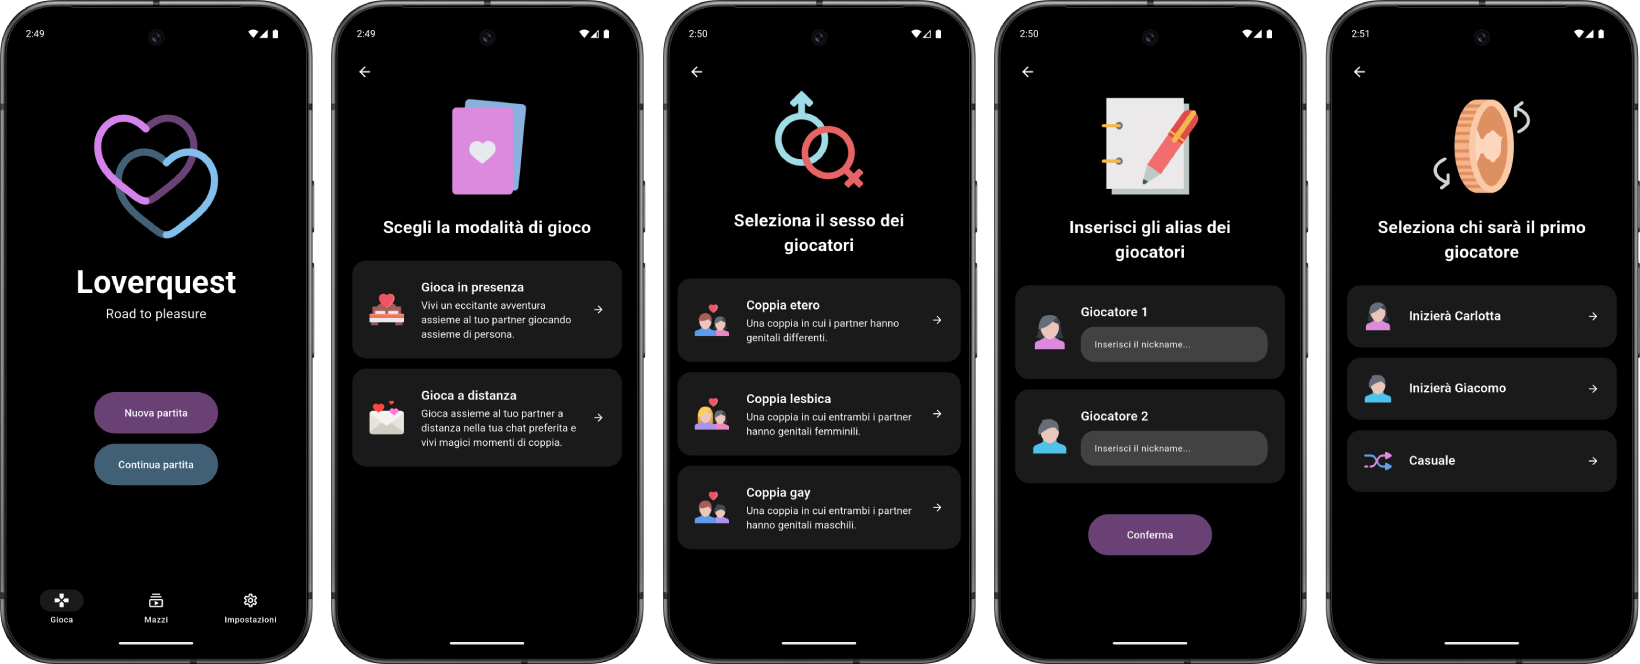 2:49
Loverquest
Road to pleasure
Nuova partita
Continua partita
Gioca
Mazzi
Impostazioni
2:49
Scegli la modalità di gioco
Gioca in presenza
Vivi un eccitante avventura
assieme al tuo partner giocando
assieme di persona.
Gioca a distanza
Gioca assieme al tuo partner a
distanza nella tua chat preferita e
vivi magici momenti di coppia.
2:50
Seleziona il sesso dei
giocatori
Coppia etero
Una coppia in cui i partner hanno
genitali differenti.
Coppia lesbica
Una coppia in cui entrambi i partner
hanno genitali femminili.
Coppia gay
Una coppia in cui entrambi i partner
hanno genitali maschili.
2:50
Inserisci gli alias dei
giocatori
Giocatore 1
Inserisci il nickname...
Giocatore 2
Inserisci il nickname...
Conferma
2:51
Seleziona chi sarà il primo
giocatore
Inizierà Carlotta
Inizierà Giacomo
Casuale